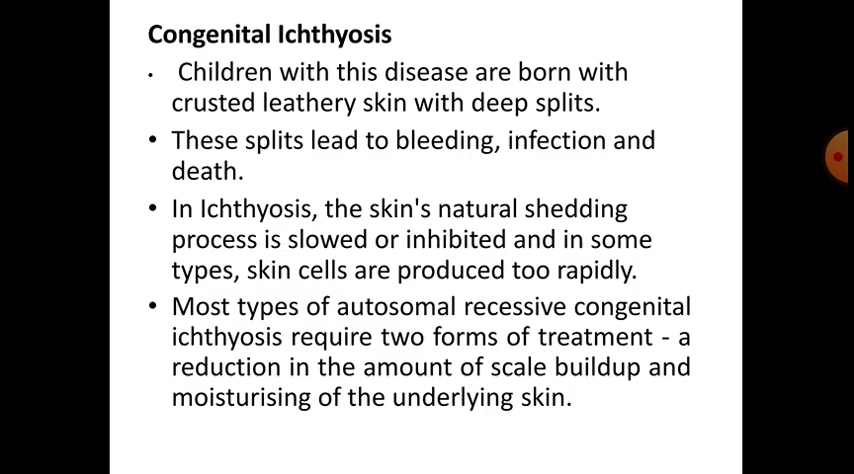 Congenital Ichthyosis
• Children with this disease are born with
crusted leathery skin with deep splits.
• These splits lead to bleeding, infection and
death.
• In Ichthyosis, the skin's natural shedding
process is slowed or inhibited and in some
types, skin cells are produced too rapidly.
• Most types of autosomal recessive congenital
ichthyosis require two forms of treatment - a
reduction in the amount of scale buildup and
moisturising of the underlying skin.